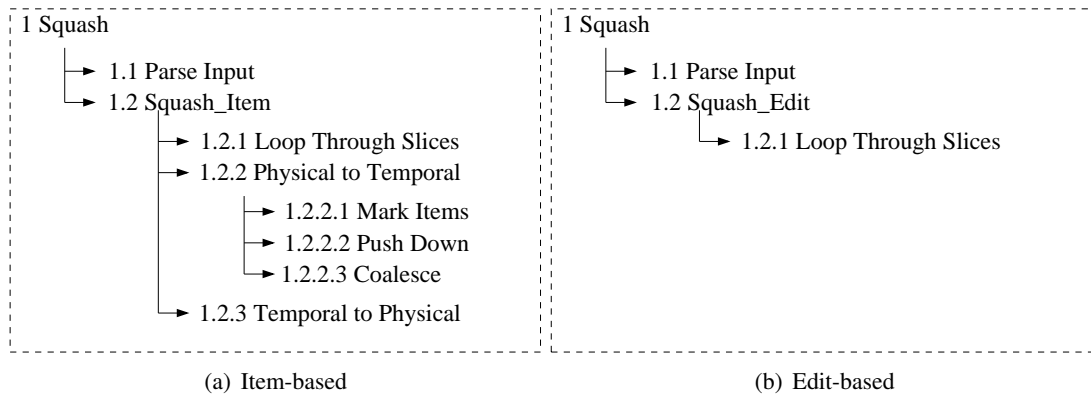 1 Squash
1.1 Parse Input
1.2 Squash_Item
1.2.1 Loop Through Slices
1.2.2 Physical to Temporal
1.2.2.1 Mark Items
1.2.2.2 Push Down
1.2.2.3 Coalesce
1.2.3 Temporal to Physical
(a) Item-based
1 Squash
1.1 Parse Input
1.2 Squash_Edit
1.2.1 Loop Through Slices
(b) Edit-based